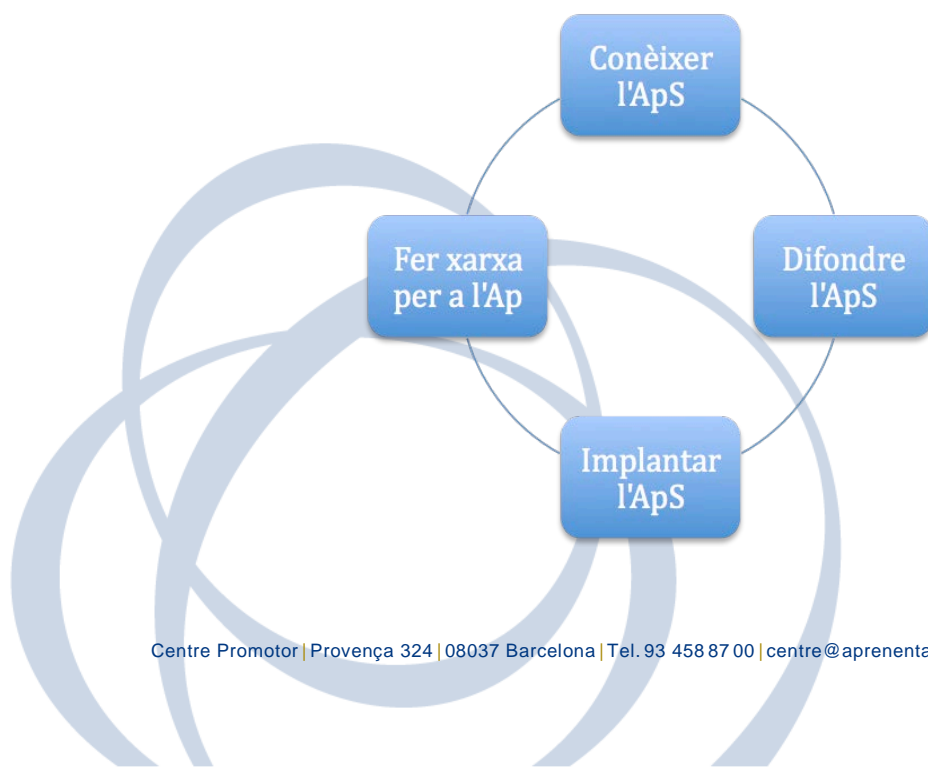 Conèixer
l'ApS
Fer xarxa
per a l'Ap
Difondre
l'ApS
Implantar
l'ApS
Centre Promotor|Provença 324|08037 Barcelona|Tel. 93 458 87 00|centre@aprenenta